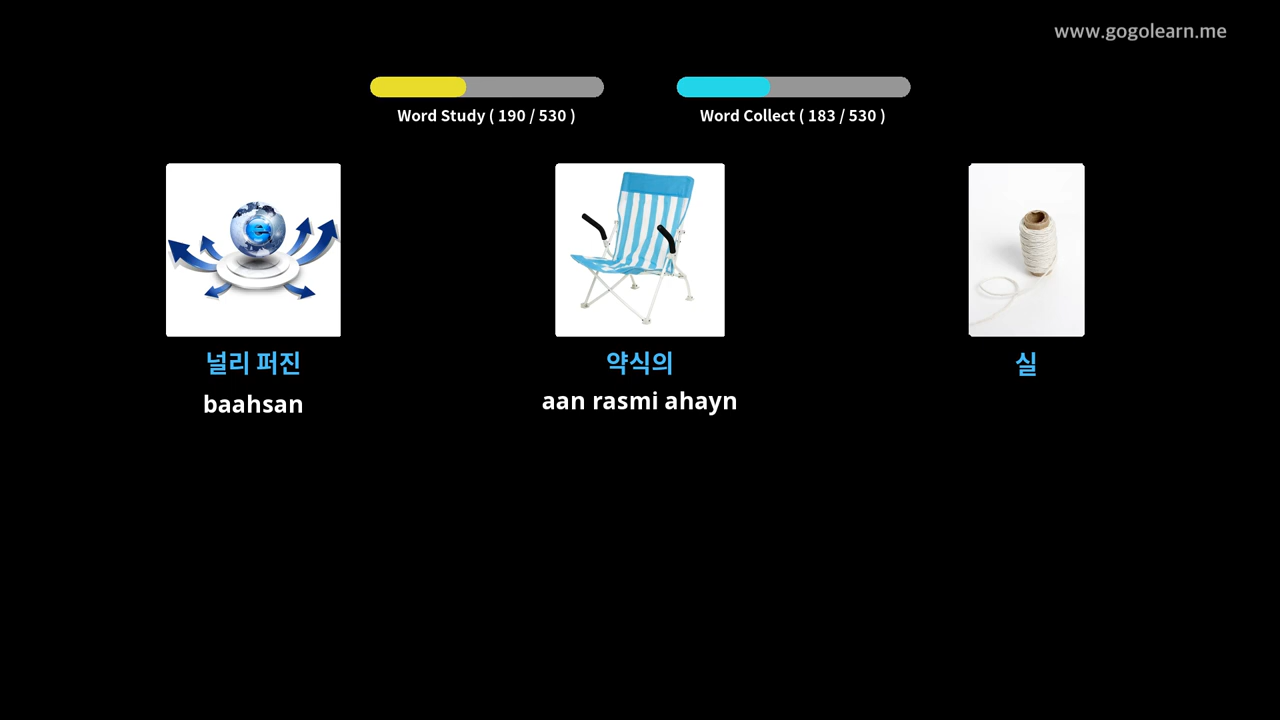 www.gogolearn.me
Word Study ( 190 / 530 )
Word Collect ( 183 / 530 )
e
널리 퍼진
약식의
실
baahsan
aan rasmi ahayn